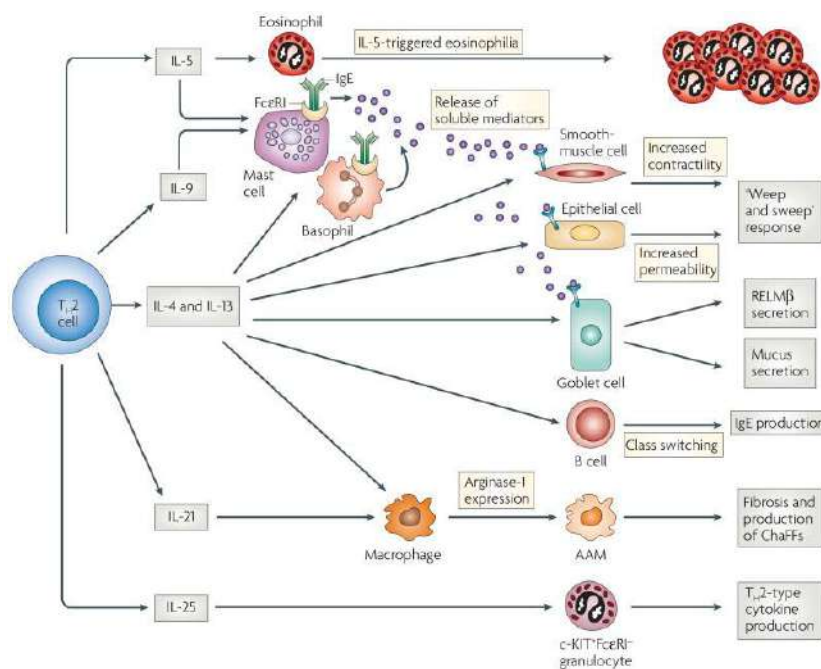 Eosinophil
IL-5-triggered eosinophilia
IL-5
IgE
FcεRI
Release of
soluble mediators
Mast
cell
Smooth-
muscle cell
Increased
contractility
IL-9
Basophil
Epithelial cell
'Weep
and sweep'
response
Increased
permeability
T_H2
cell
IL-4 and IL-13
RELMβ
secretion
Goblet cell
Mucus
secretion
B cell
Class switching
IgE production
Arginase-1
expression
IL-21
Macrophage
AAM
Fibrosis and
production
of ChaFFs
IL-25
c-KIT⁺FcεRI⁻
granulocyte
T_H2-type
cytokine
production